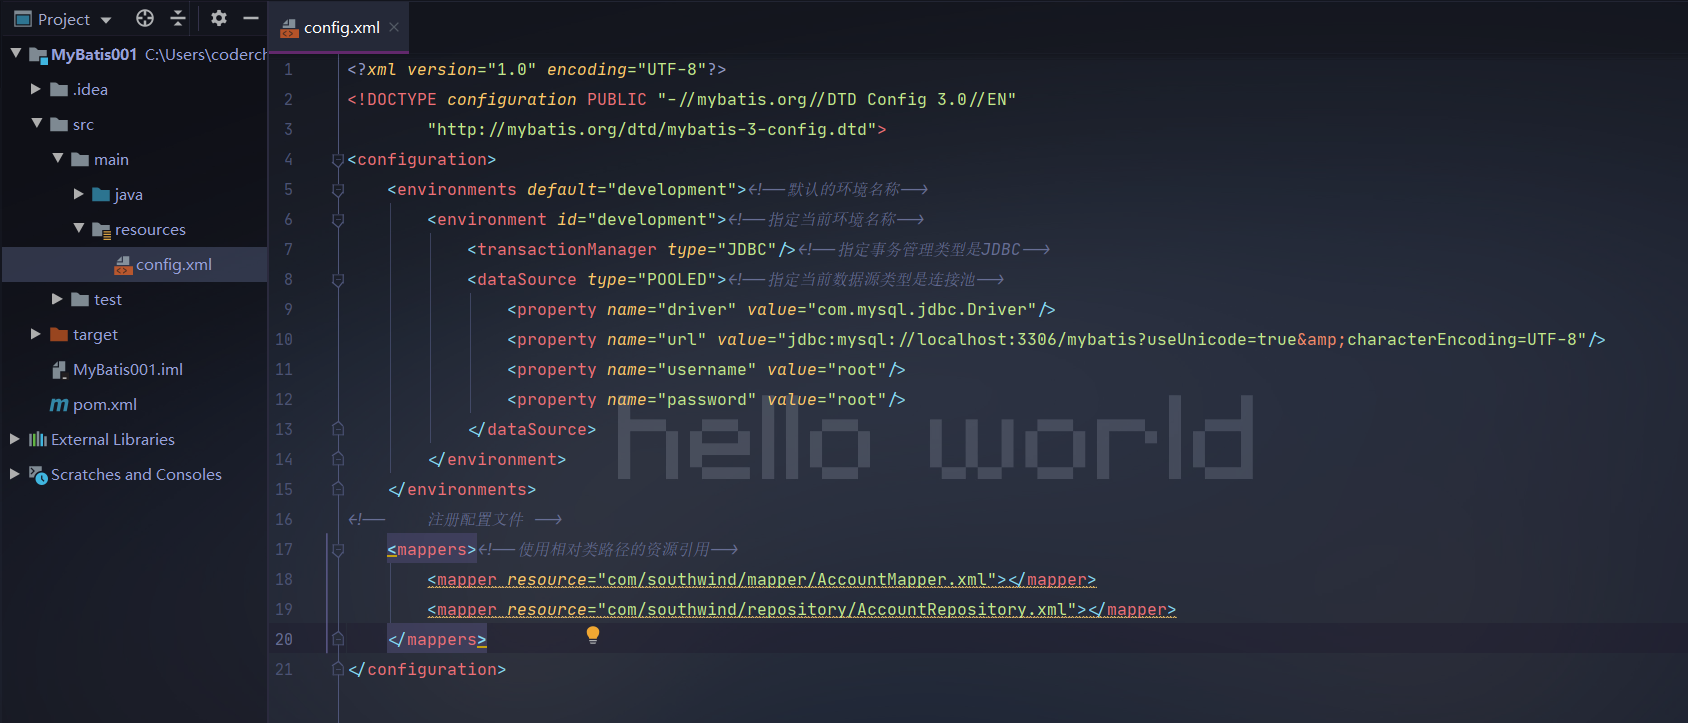 Project
MyBatis001 C:\Users\coderch
.idea
src
main
java
resources
config.xml
test
target
MyBatis001.iml
pom.xml
External Libraries
Scratches and Consoles
config.xml
1 <?xml version="1.0" encoding="UTF-8"?>
2 <!DOCTYPE configuration PUBLIC "-//mybatis.org//DTD Config 3.0//EN"
3 "http://mybatis.org/dtd/mybatis-3-config.dtd">
4 <configuration>
5 <environments default="development"><!--默认的环境名称-->
6 <environment id="development"><!--指定当前环境名称-->
7 <transactionManager type="JDBC"/><!--指定事务管理类型是JDBC-->
8 <dataSource type="POOLED"><!--指定当前数据源类型是连接池-->
9 <property name="driver" value="com.mysql.jdbc.Driver"/>
10 <property name="url" value="jdbc:mysql://localhost:3306/mybatis?useUnicode=true&amp;characterEncoding=UTF-8"/>
11 <property name="username" value="root"/>
12 <property name="password" value="root"/>
13 </dataSource>
14 </environment>
15 </environments>
16 <!-- 注册配置文件 -->
17 <mappers><!--使用相对类路径的资源引用-->
18 <mapper resource="com/southwind/mapper/AccountMapper.xml"></mapper>
19 <mapper resource="com/southwind/repository/AccountRepository.xml"></mapper>
20 </mappers>
21 </configuration>
hello world